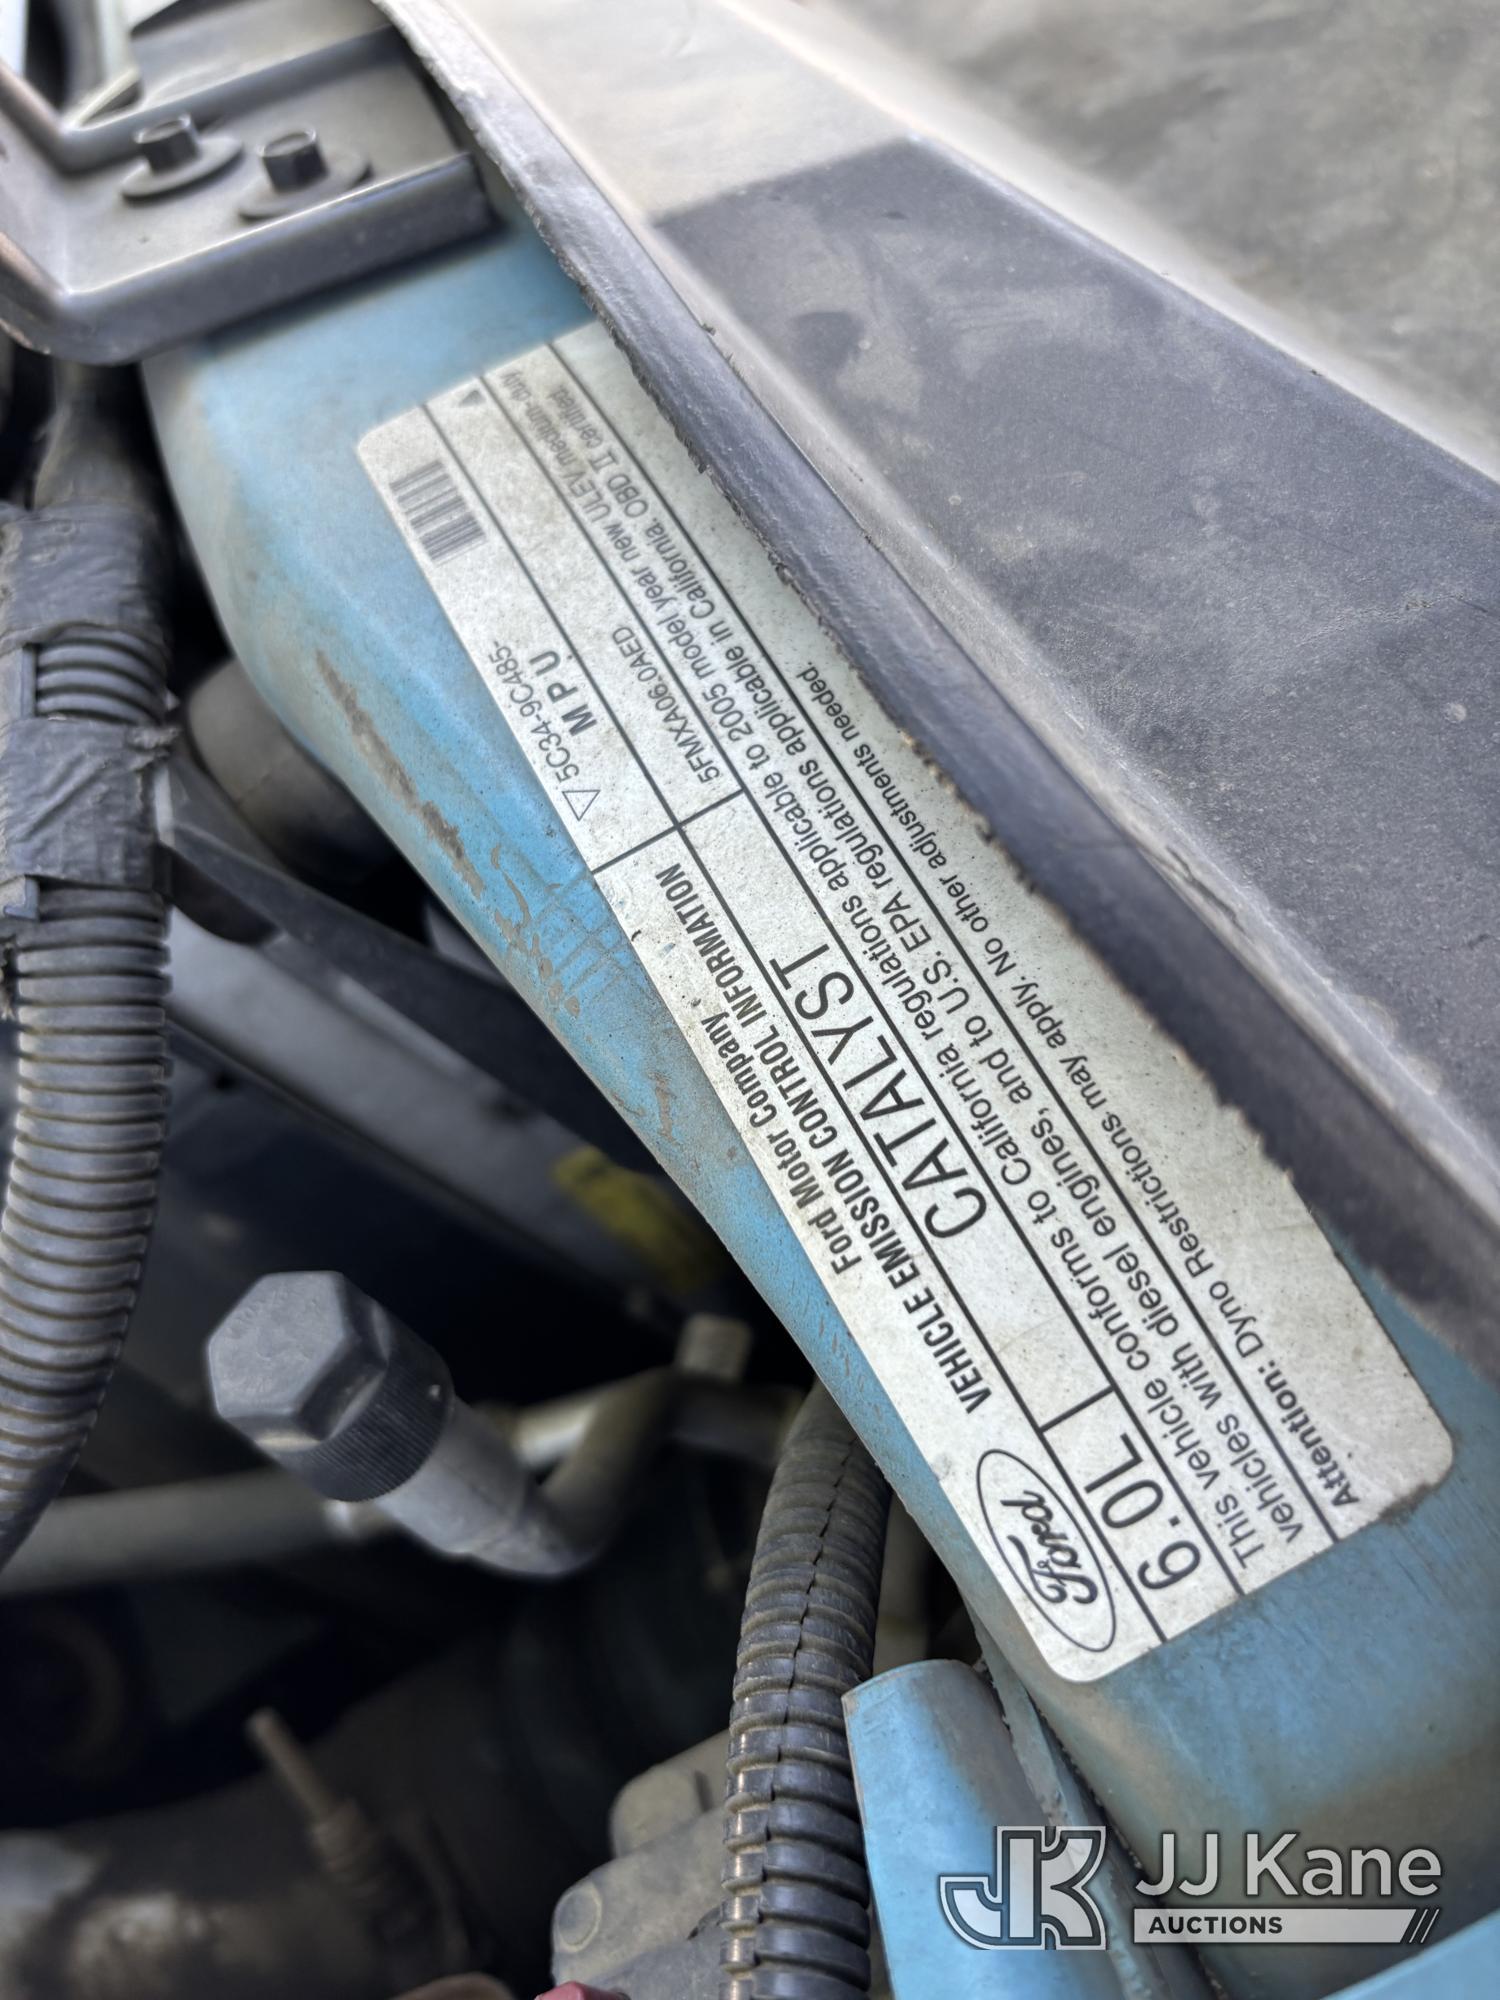 Ford
Ford Motor Company
VEHICLE EMISSION CONTROL INFORMATION
5C34-9C485-
M P U
6.0L
CATALYST
5FMXA06.0AED
This vehicle conforms to California regulations applicable to 2005 model year new ULEV medium-duty
vehicles with diesel engines, and to U.S. EPA regulations applicable in California. OBD II certified.
Attention: Dyno Restrictions may apply. No other adjustments needed.
JK JJ Kane
AUCTIONS